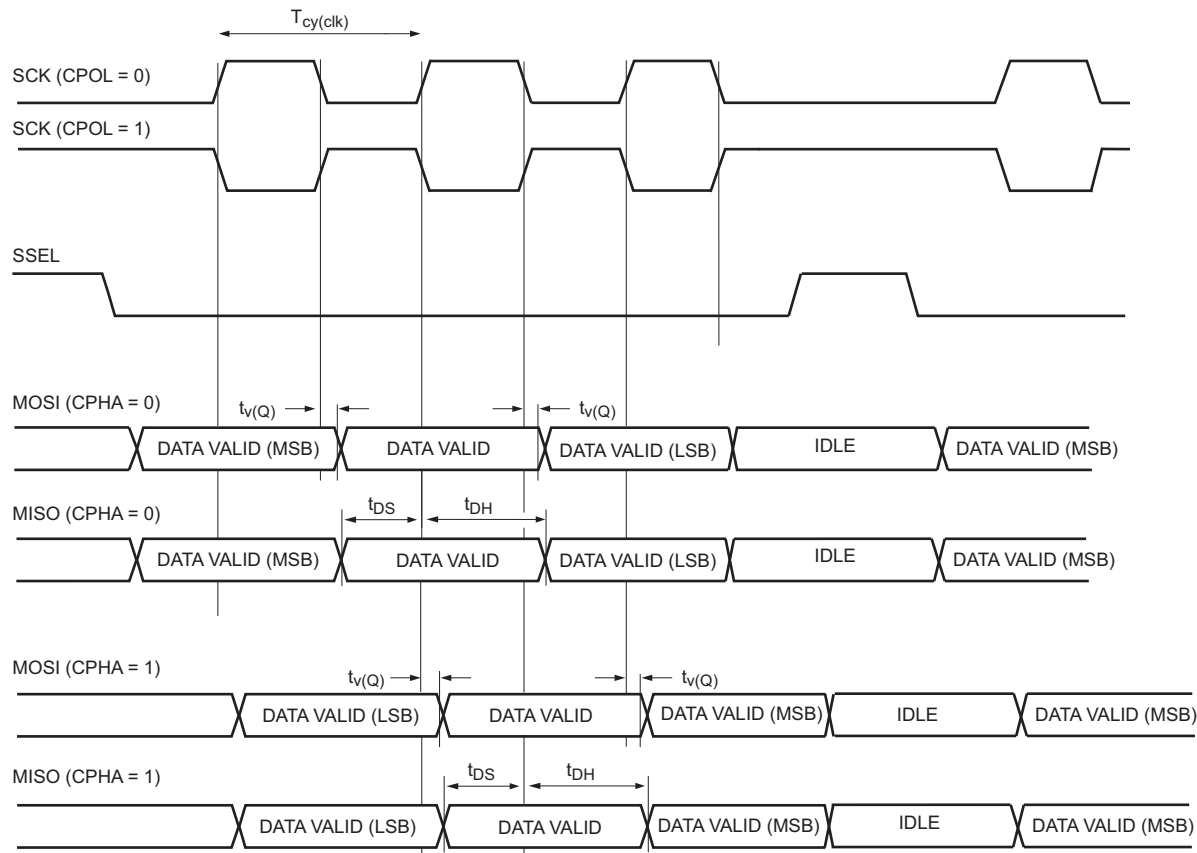 Tcy(clk)
SCK (CPOL = 0)
SCK (CPOL = 1)
SSEL
MOSI (CPHA = 0)
tv(Q) tv(Q)
DATA VALID (MSB) DATA VALID DATA VALID (LSB) IDLE DATA VALID (MSB)
tDS tDH
MISO (CPHA = 0)
DATA VALID (MSB) DATA VALID DATA VALID (LSB) IDLE DATA VALID (MSB)
MOSI (CPHA = 1)
tv(Q) tv(Q)
DATA VALID (LSB) DATA VALID DATA VALID (MSB) IDLE DATA VALID (MSB)
MISO (CPHA = 1)
tDS tDH
DATA VALID (LSB) DATA VALID DATA VALID (MSB) IDLE DATA VALID (MSB)